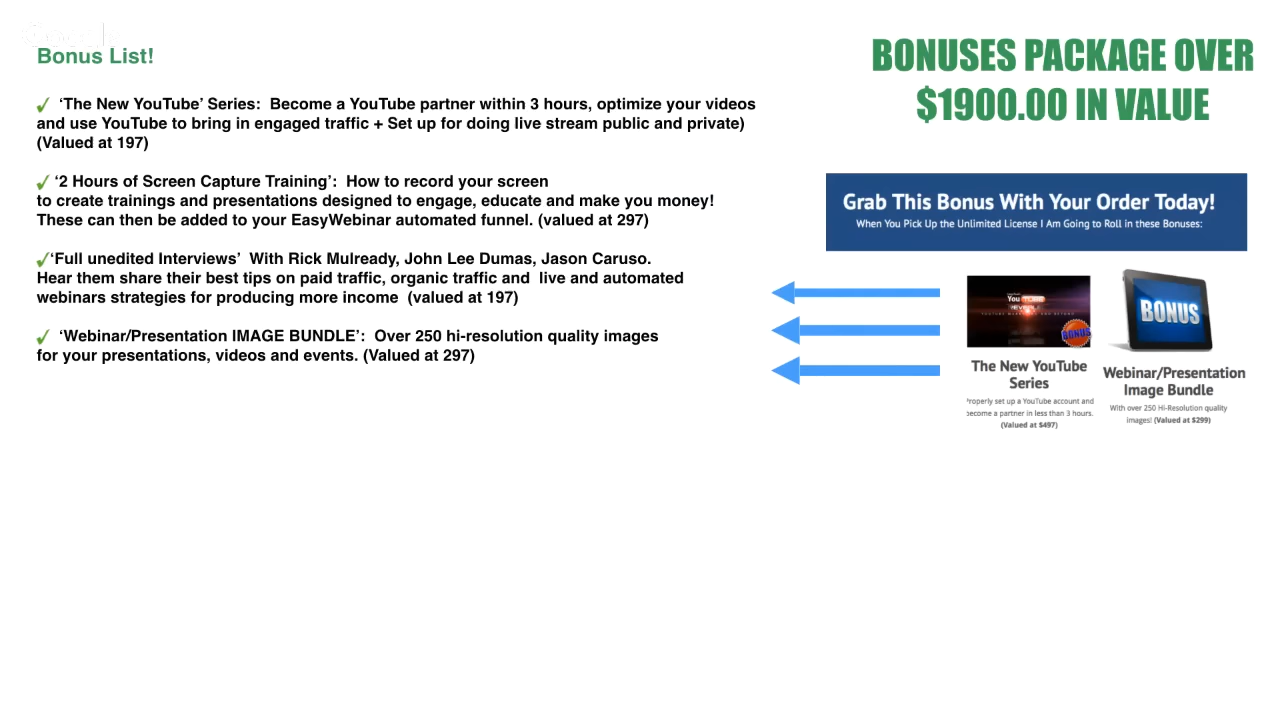 Bonus List!
✓ ‘The New YouTube’ Series: Become a YouTube partner within 3 hours, optimize your videos
and use YouTube to bring in engaged traffic + Set up for doing live stream public and private)
(Valued at 197)
✓ ‘2 Hours of Screen Capture Training’: How to record your screen
to create trainings and presentations designed to engage, educate and make you money!
These can then be added to your EasyWebinar automated funnel. (valued at 297)
✓ ‘Full unedited Interviews’ With Rick Mulready, John Lee Dumas, Jason Caruso.
Hear them share their best tips on paid traffic, organic traffic and live and automated
webinars strategies for producing more income (valued at 197)
✓ ‘Webinar/Presentation IMAGE BUNDLE’: Over 250 hi-resolution quality images
for your presentations, videos and events. (Valued at 297)
BONUSES PACKAGE OVER
$1900.00 IN VALUE
Grab This Bonus With Your Order Today!
When You Pick Up the Unlimited License I Am Going to Roll in these Bonuses:
You TUBE
BONUS
The New YouTube
Series
Properly set up a YouTube account and
become a partner in less than 3 hours.
(Valued at $497)
BONUS
Webinar/Presentation
Image Bundle
With over 250 Hi-Resolution quality
images! (Valued at $299)